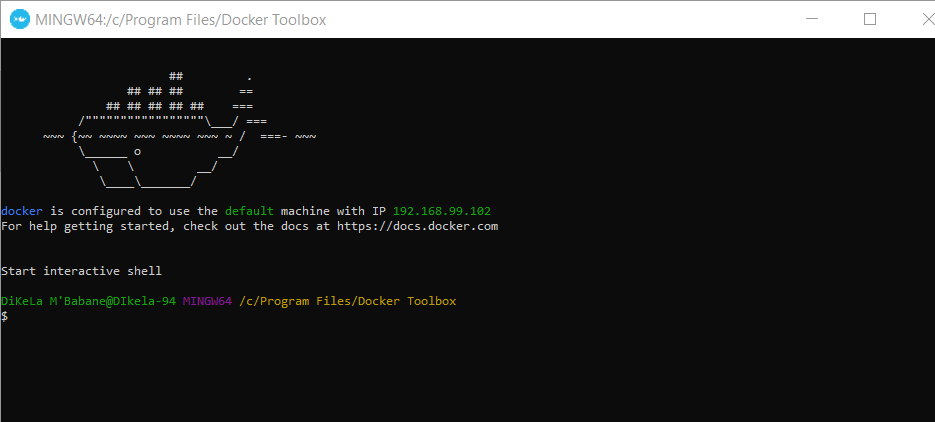 MINGW64:/c/Program Files/Docker Toolbox
                        ##         .
                  ## ## ##        ==
               ## ## ## ## ##    ===
           /"""""""""""""""""\___/ ===
      ~~~ {~~ ~~~~ ~~~ ~~~~ ~~~ ~ /  ===- ~~~
           \______ o           __/
             \    \         __/
              \____\_______/
docker is configured to use the default machine with IP 192.168.99.102
For help getting started, check out the docs at https://docs.docker.com
Start interactive shell
DiKeLa M'Babane@DIkela-94 MINGW64 /c/Program Files/Docker Toolbox
$